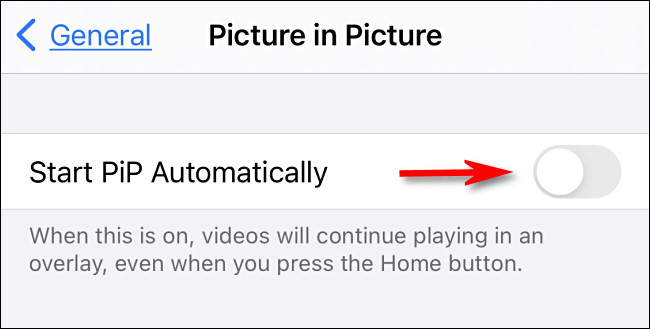 General
Picture in Picture
Start PiP Automatically
When this is on, videos will continue playing in an
overlay, even when you press the Home button.